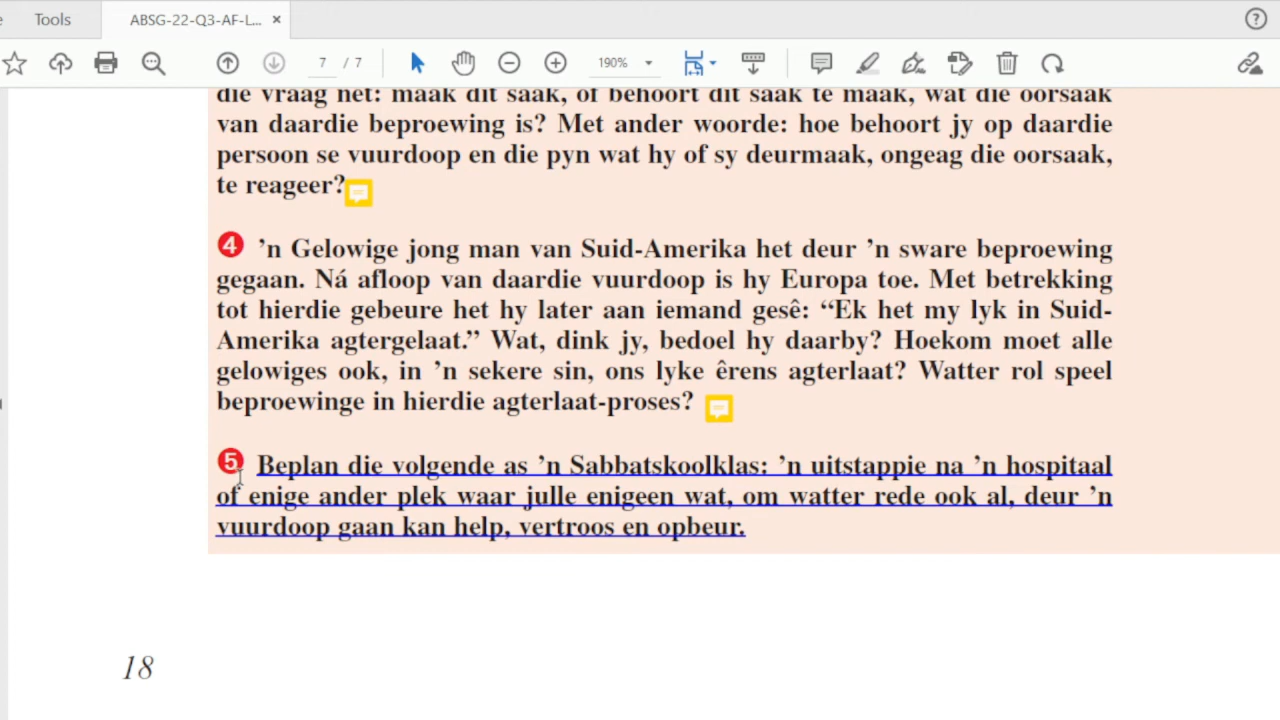 Tools
ABSG-22-Q3-AF-L... ×
?
7 / 7
190%
die vraag net: maak dit saak, of behoort dit saak te maak, wat die oorsaak
van daardie beproewing is? Met ander woorde: hoe behoort jy op daardie
persoon se vuurdoop en die pyn wat hy of sy deurmaak, ongeag die oorsaak,
te reageer?
4 ’n Gelowige jong man van Suid-Amerika het deur ’n sware beproewing
gegaan. Ná afloop van daardie vuurdoop is hy Europa toe. Met betrekking
tot hierdie gebeure het hy later aan iemand gesê: “Ek het my lyk in Suid-
Amerika agtergelaat.” Wat, dink jy, bedoel hy daarby? Hoekom moet alle
gelowiges ook, in ’n sekere sin, ons lyke êrens agterlaat? Watter rol speel
beproewinge in hierdie agterlaat-proses?
5 Beplan die volgende as ’n Sabbatskoolklas: ’n uitstappie na ’n hospitaal
of enige ander plek waar julle enigeen wat, om watter rede ook al, deur ’n
vuurdoop gaan kan help, vertroos en opbeur.
18